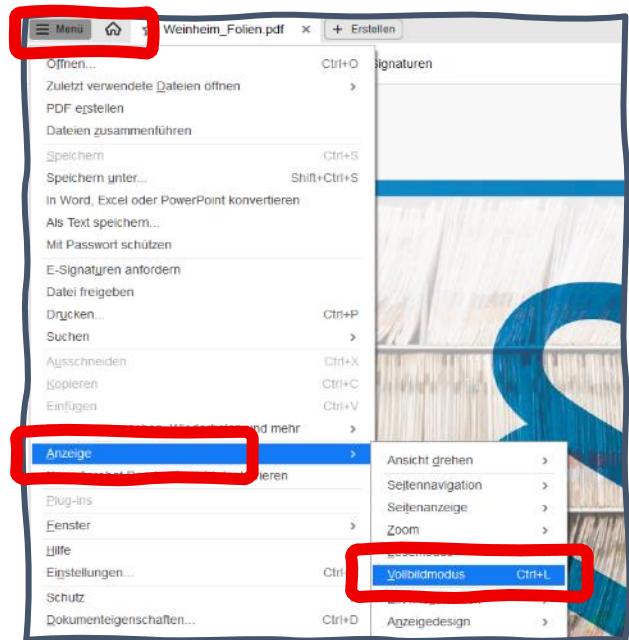 Menü Weinheim_Folien.pdf × + Erstellen
Öffnen... Ctrl+O
ignaturen
Zuletzt verwendete Dateien öffnen >
PDF erstellen
Dateien zusammenführen
Speichern Ctrl+S
Speichern unter... Shift+Ctrl+S
In Word, Excel oder PowerPoint konvertieren
Als Text speichern...
Mit Passwort schützen
E-Signaturen anfordern
Datei freigeben
Drucken... Ctrl+P
Suchen >
Ausschneiden Ctrl+X
Kopieren Ctrl+C
Einfügen Ctrl+V
und mehr >
Anzeige >
Plug-Ins
Fenster >
Hilfe
Einstellungen... Ctrl
Schutz
Dokumenteigenschaften... Ctrl+D
Ansicht drehen >
Seitennavigation >
Seitenanzeige >
Zoom >
Vollbildmodus Ctrl+L
Anzeigedesign >